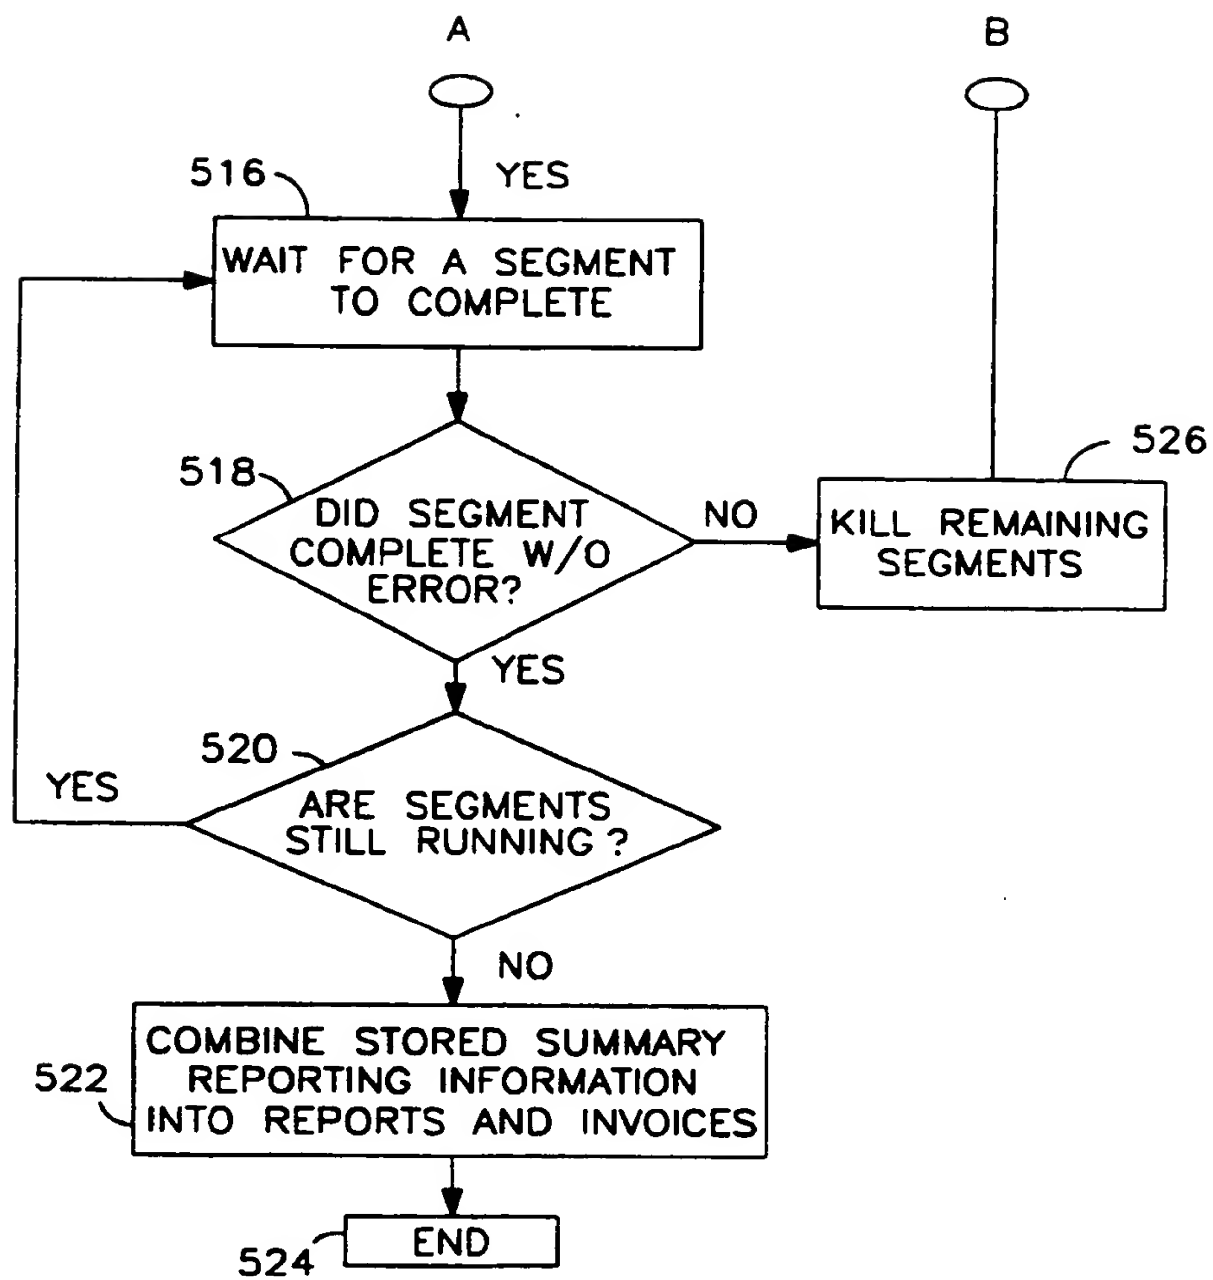 A
B
YES
516
WAIT FOR A SEGMENT
TO COMPLETE
518
DID SEGMENT
COMPLETE W/O
ERROR?
NO
526
KILL REMAINING
SEGMENTS
YES
520
ARE SEGMENTS
STILL RUNNING ?
YES
NO
522
COMBINE STORED SUMMARY
REPORTING INFORMATION
INTO REPORTS AND INVOICES
524
END